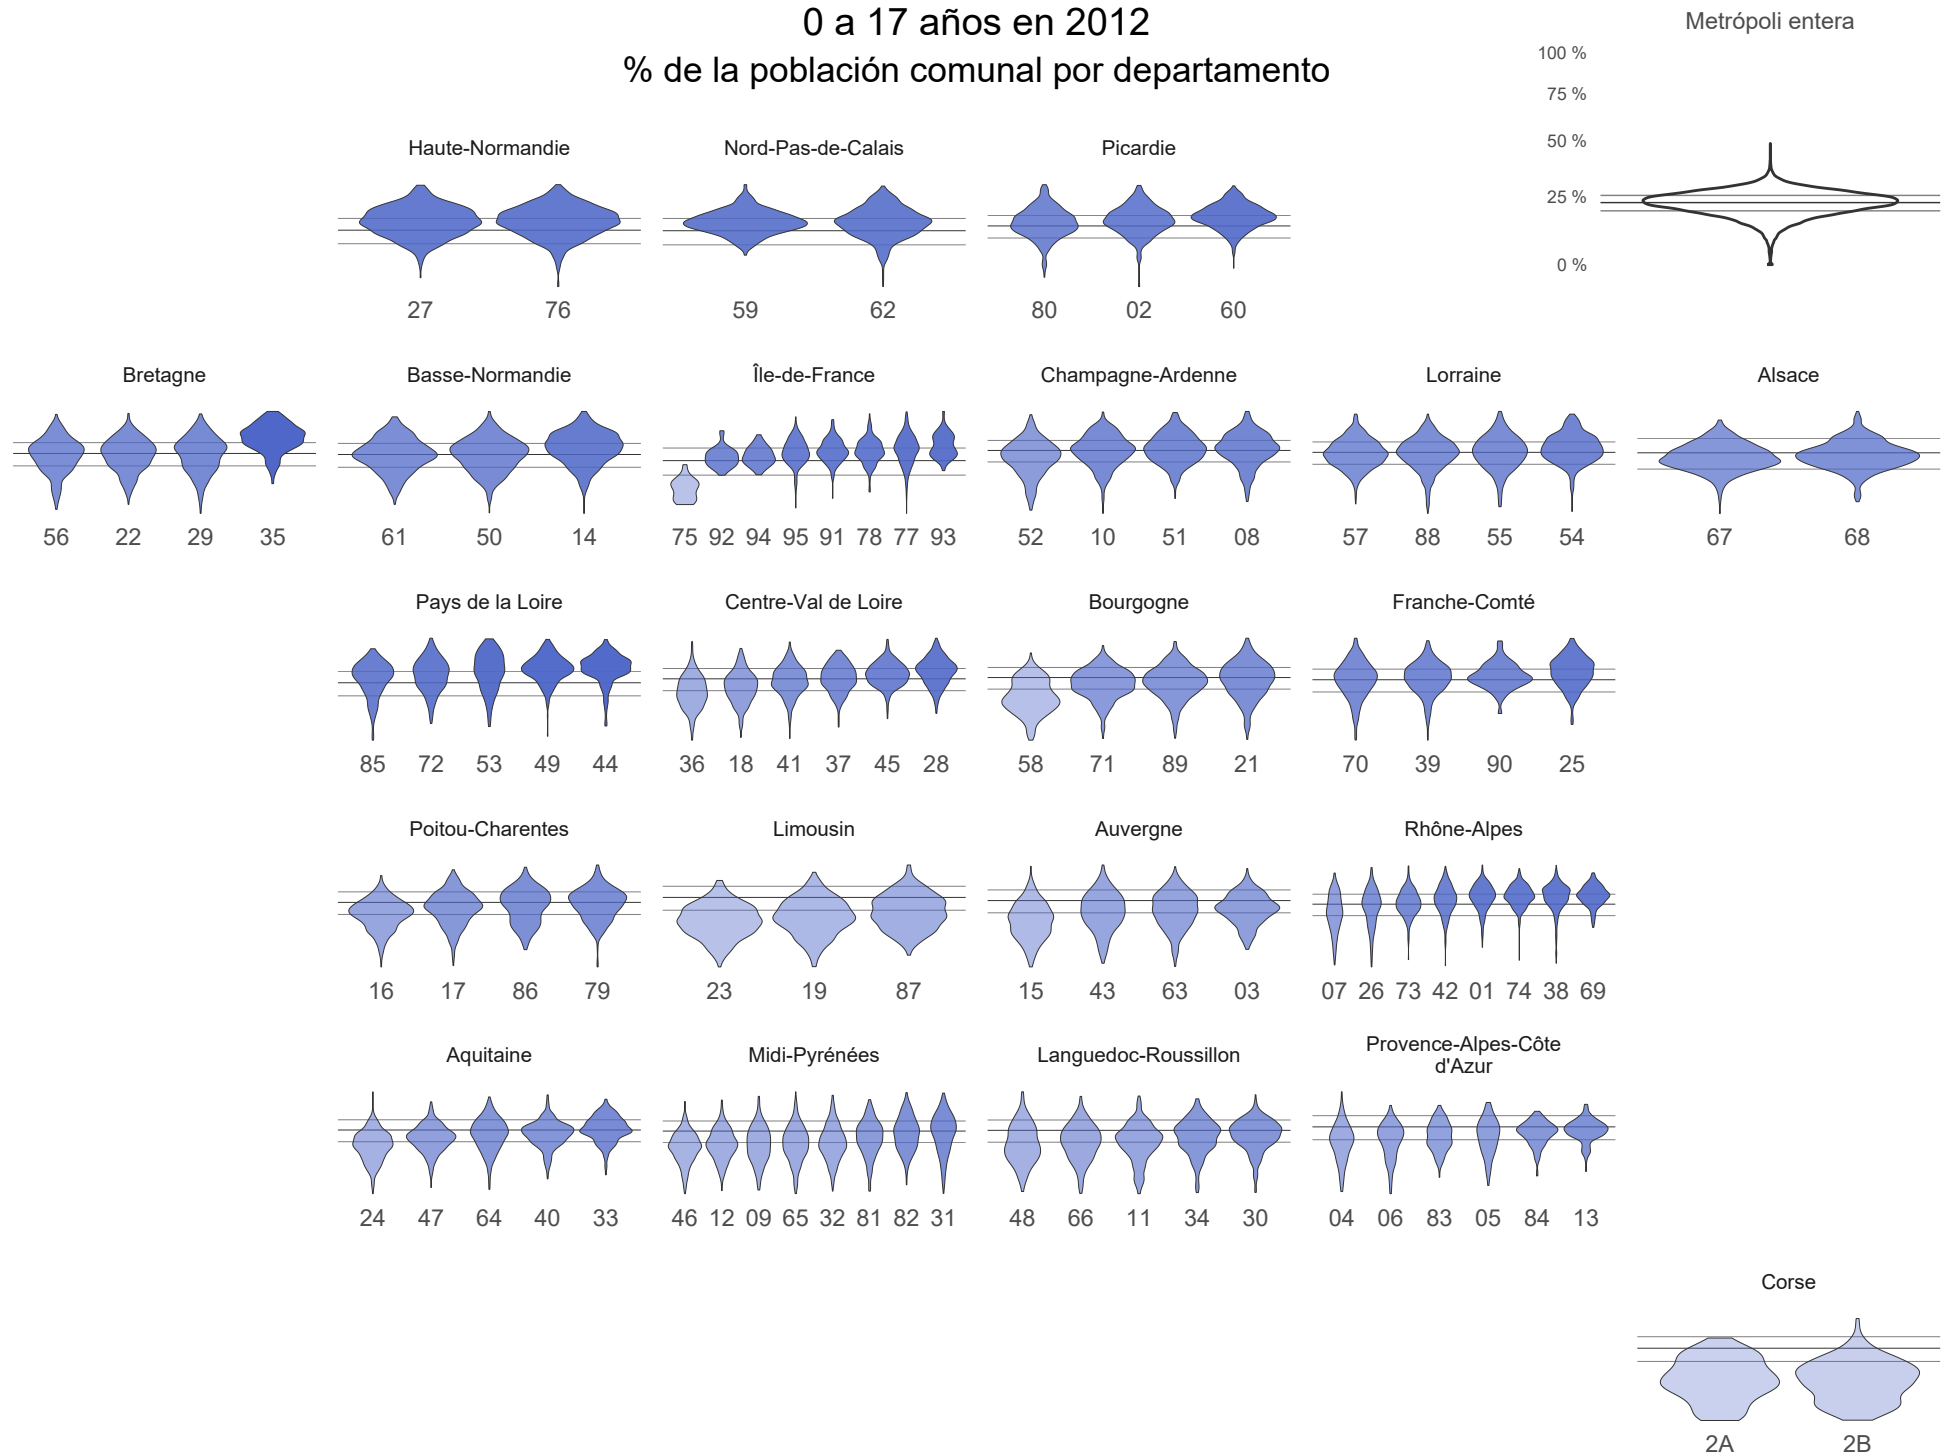 0 a 17 años en 2012
% de la población comunal por departamento
Metrópoli entera
100 %
75 %
50 %
25 %
0 %
Haute-Normandie
27 76
Nord-Pas-de-Calais
59 62
Picardie
80 02 60
Bretagne
56 22 29 35
Basse-Normandie
61 50 14
Île-de-France
75 92 94 95 91 78 77 93
Champagne-Ardenne
52 10 51 08
Lorraine
57 88 55 54
Alsace
67 68
Pays de la Loire
85 72 53 49 44
Centre-Val de Loire
36 18 41 37 45 28
Bourgogne
58 71 89 21
Franche-Comté
70 39 90 25
Poitou-Charentes
16 17 86 79
Limousin
23 19 87
Auvergne
15 43 63 03
Rhône-Alpes
07 26 73 42 01 74 38 69
Aquitaine
24 47 64 40 33
Midi-Pyrénées
46 12 09 65 32 81 82 31
Languedoc-Roussillon
48 66 11 34 30
Provence-Alpes-Côte
d'Azur
04 06 83 05 84 13
Corse
2A 2B